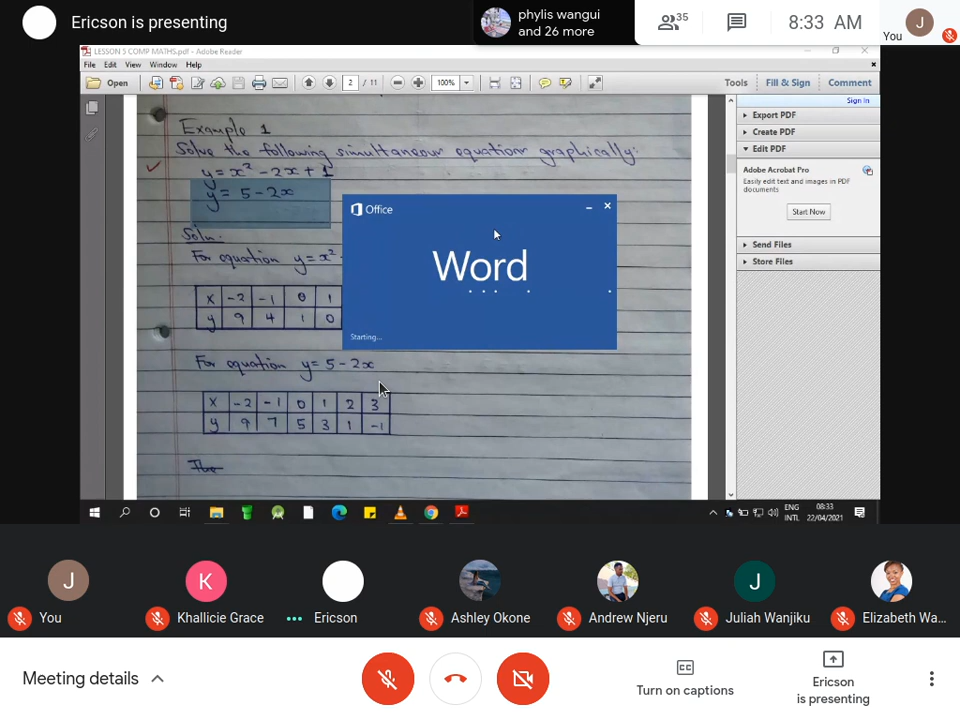 Ericson is presenting
phylis wangui
and 26 more
35
8:33 AM
J
You
LESSON 5 COMP MATHS.pdf - Adobe Reader
File Edit View Window Help
Open
2 / 11
100%
Tools
Fill & Sign
Comment
Sign In
Export PDF
Create PDF
Edit PDF
Adobe Acrobat Pro
Easily edit text and images in PDF
documents
Start Now
Send Files
Store Files
Example 1
Solve the following simultaneous equations graphically:
y = x² - 2x + 1
y = 5 - 2x
Soln.
For equation y = x²
x -2 -1 0 1
y 9 4 1 0
For equation y = 5 - 2x
x -2 -1 0 1 2 3
y 9 7 5 3 1 -1
The
Office
Word
Starting...
ENG
INTL
08:33
22/04/2021
J
You
K
Khallicie Grace
Ericson
Ashley Okone
Andrew Njeru
J
Juliah Wanjiku
Elizabeth Wa...
Meeting details
CC
Turn on captions
Ericson
is presenting